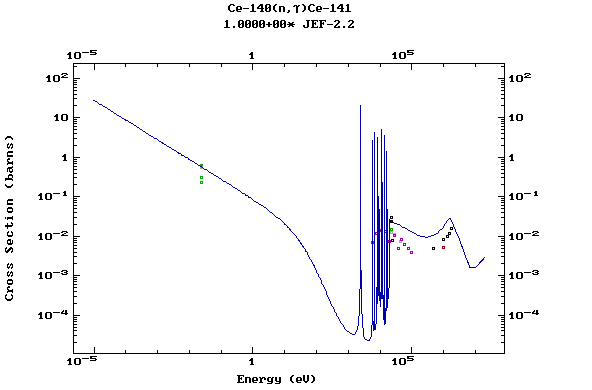 Ce-140(n,γ)Ce-141
1.0000+00* JEF-2.2
10⁻⁵ 1 10⁵
10² 10²
10 10
1 1
10⁻¹ 10⁻¹
10⁻² 10⁻²
10⁻³ 10⁻³
10⁻⁴ 10⁻⁴
10⁻⁵ 1 10⁵
Cross Section (barns)
Energy (eV)